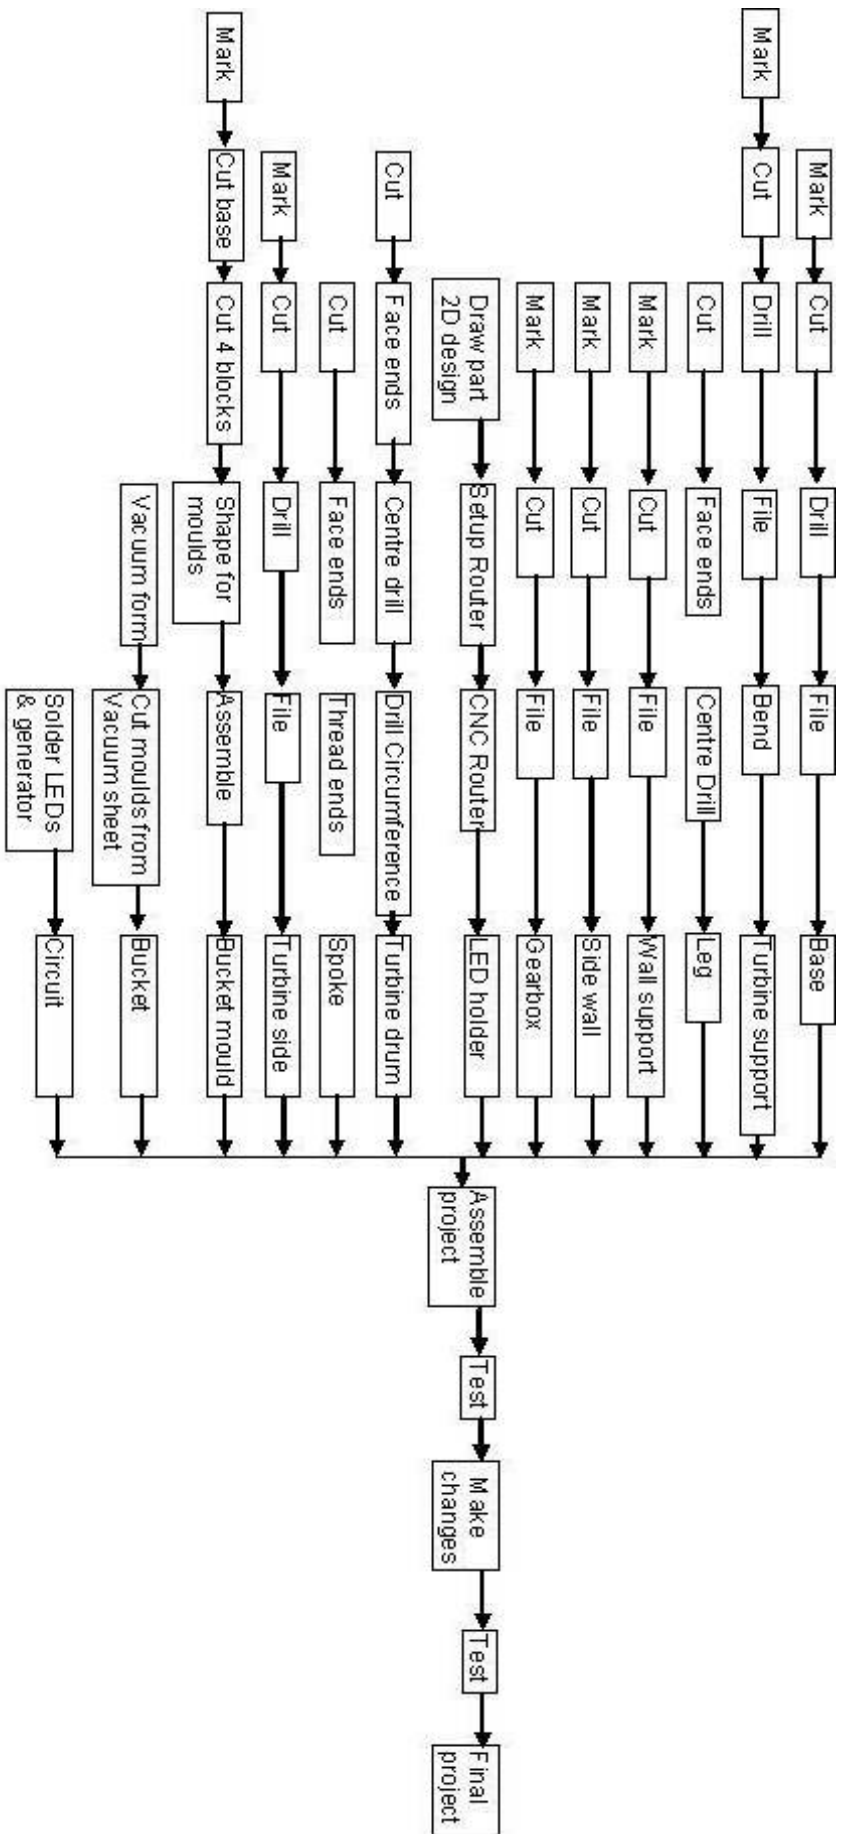 Mark
Cut
Drill
File
Base
Mark
Cut
Drill
File
Bend
Turbine support
Cut
Face ends
Centre Drill
Leg
Mark
Cut
File
Wall support
Mark
Cut
File
Side wall
Mark
Cut
File
Gearbox
Draw part
2D design
Setup Router
CNC Router
LED holder
Cut
Face ends
Centre drill
Drill Circumference
Turbine drum
Cut
Face ends
Thread ends
Spoke
Mark
Cut
Drill
File
Turbine side
Mark
Cut base
Cut 4 blocks
Shape for
moulds
Assemble
Bucket mould
Vacuum form
Cut moulds from
Vacuum sheet
Bucket
Solder LEDs
& generator
Circuit
Assemble
project
Test
Make
changes
Test
Final
project